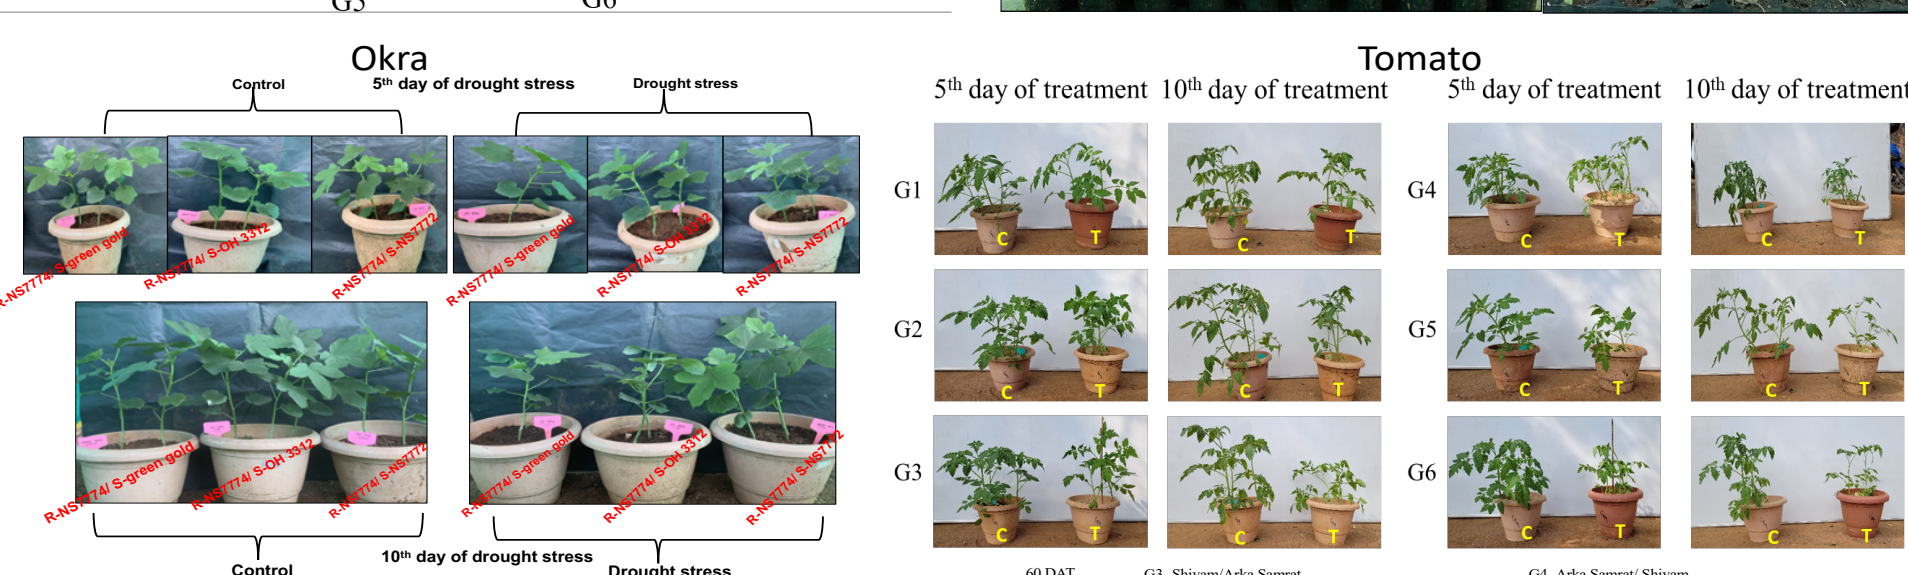 G5 G6
Okra
Control 5th day of drought stress Drought stress
R-NS7774/ S-green gold R-NS7774/ S-OH 3312 R-NS7774/ S-NS7772 R-NS7774/ S-green gold R-NS7774/ S-OH 3312 R-NS7774/ S-NS7772
R-NS7774/ S-green gold R-NS7774/ S-OH 3312 R-NS7774/ S-NS7772 R-NS7774/ S-green gold R-NS7774/ S-OH 3312 R-NS7774/ S-NS7772
10th day of drought stress
Control Drought stress
Tomato
5th day of treatment 10th day of treatment 5th day of treatment 10th day of treatment
G1 C T C T G4 C T C T
G2 C T C T G5 C T C T
G3 C T C T G6 C T C T
60 DAT G3- Shivam/Arka Samrat G4- Arka Samrat/ Shivam